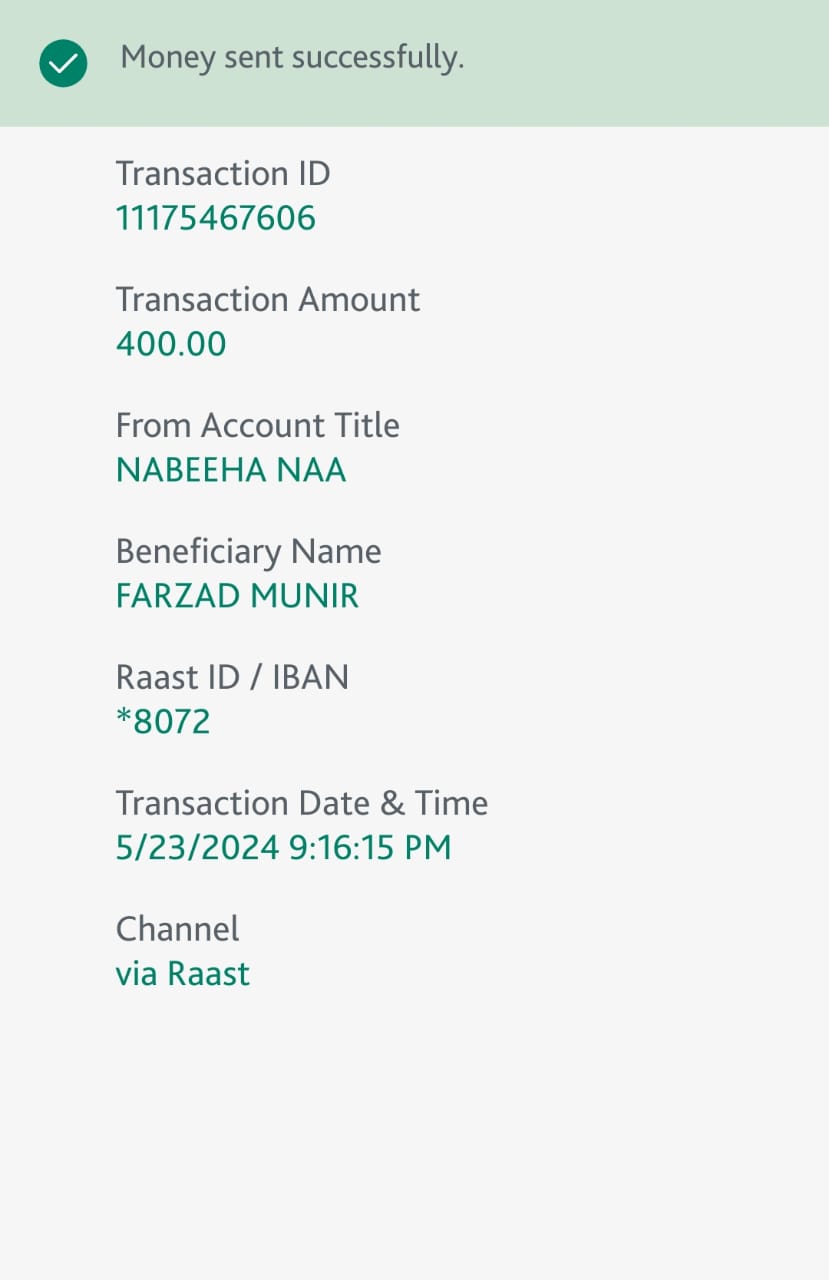 Money sent successfully.
Transaction ID
11175467606
Transaction Amount
400.00
From Account Title
NABEEHA NAA
Beneficiary Name
FARZAD MUNIR
Raast ID / IBAN
*8072
Transaction Date & Time
5/23/2024 9:16:15 PM
Channel
via Raast